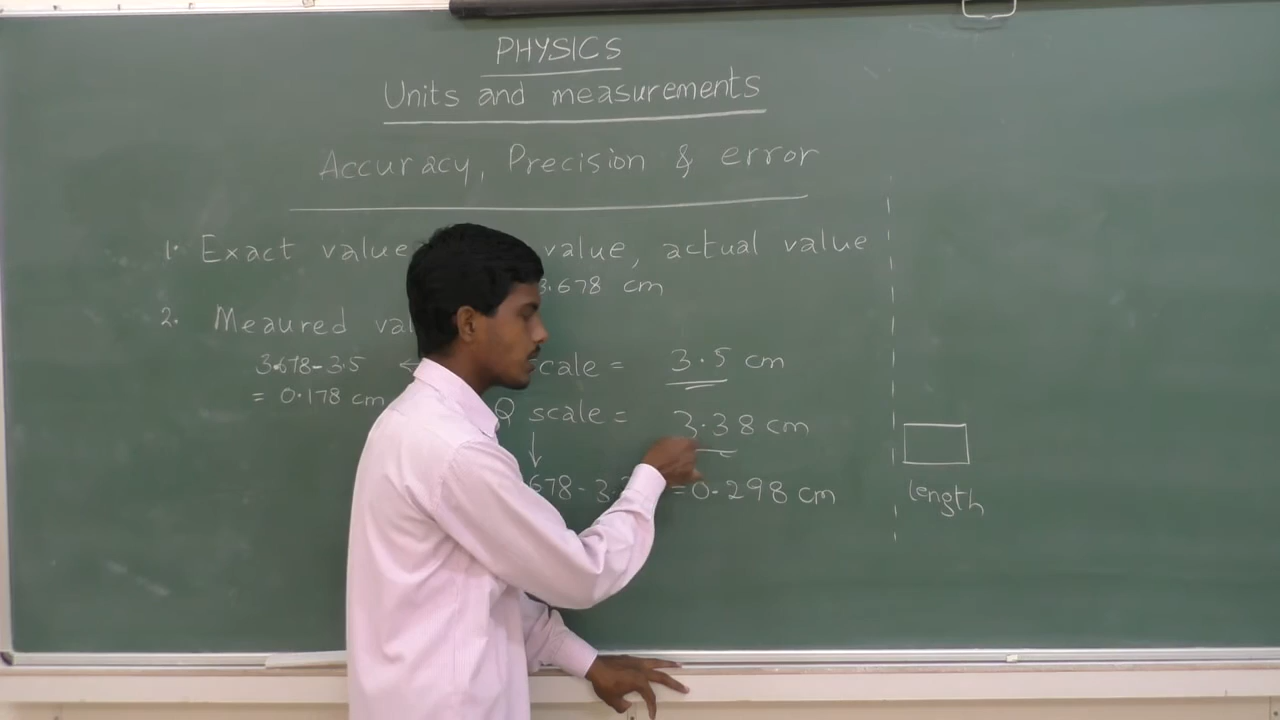 PHYSICS
Units and measurements
Accuracy, Precision & error
1. Exact value value, actual value
3.678 cm
2. Meaured
3.678-3.5 ← scale = 3.5 cm
= 0.178 cm
Q scale = 3.38 cm
↓
678-3. = 0.298 cm
length